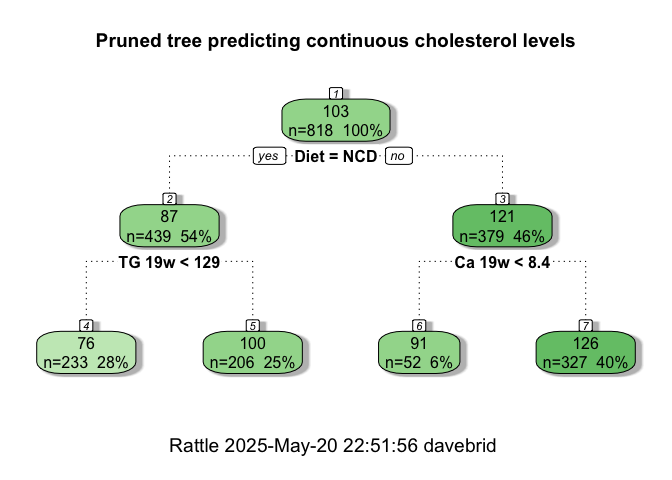 Pruned tree predicting continuous cholesterol levels
1
103
n=818 100%
yes Diet = NCD no
2
87
n=439 54%
3
121
n=379 46%
TG 19w < 129
Ca 19w < 8.4
4
76
n=233 28%
5
100
n=206 25%
6
91
n=52 6%
7
126
n=327 40%
Rattle 2025-May-20 22:51:56 davebrid